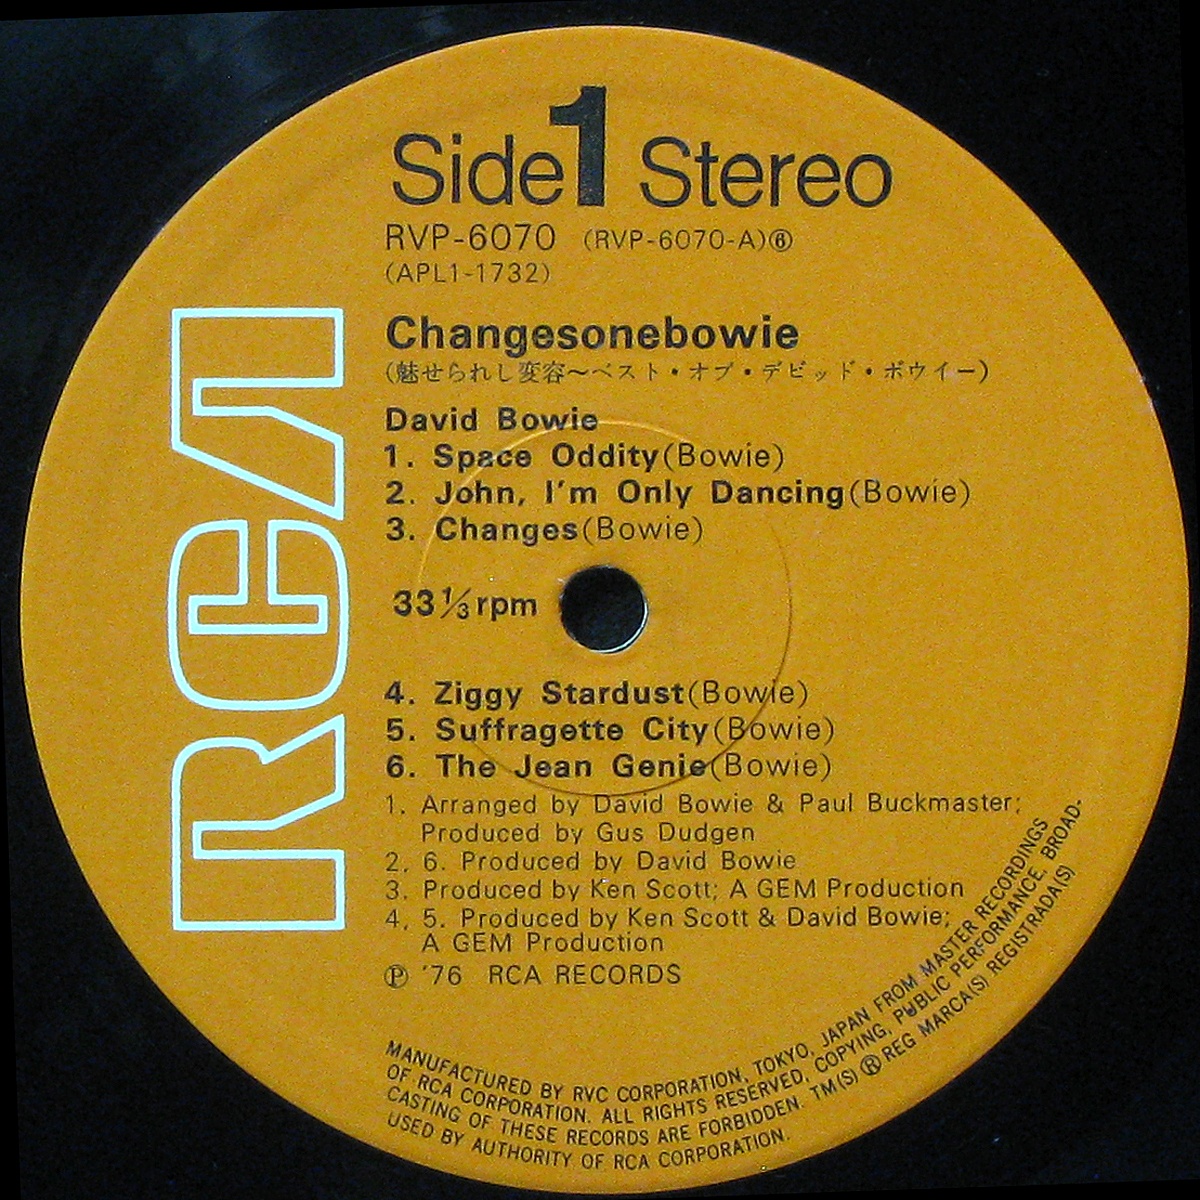 Side 1 Stereo
RVP-6070 (RVP-6070-A)⑥
(APL1-1732)
Changesonebowie
(魅せられし変容〜ベスト・オブ・デビッド・ボウイー)
David Bowie
1. Space Oddity(Bowie)
2. John, I'm Only Dancing(Bowie)
3. Changes(Bowie)
RCA
33⅓rpm
4. Ziggy Stardust(Bowie)
5. Suffragette City(Bowie)
6. The Jean Genie(Bowie)
1. Arranged by David Bowie & Paul Buckmaster;
Produced by Gus Dudgen
2, 6. Produced by David Bowie
3. Produced by Ken Scott; A GEM Production
4, 5. Produced by Ken Scott & David Bowie;
A GEM Production
Ⓟ '76 RCA RECORDS
MANUFACTURED BY RVC CORPORATION, TOKYO, JAPAN FROM MASTER RECORDINGS
OF RCA CORPORATION. ALL RIGHTS RESERVED, COPYING, PUBLIC PERFORMANCE, BROAD-
CASTING OF THESE RECORDS ARE FORBIDDEN. TM(S) ® REG MARCA(S) REGISTRADA(S)
USED BY AUTHORITY OF RCA CORPORATION.